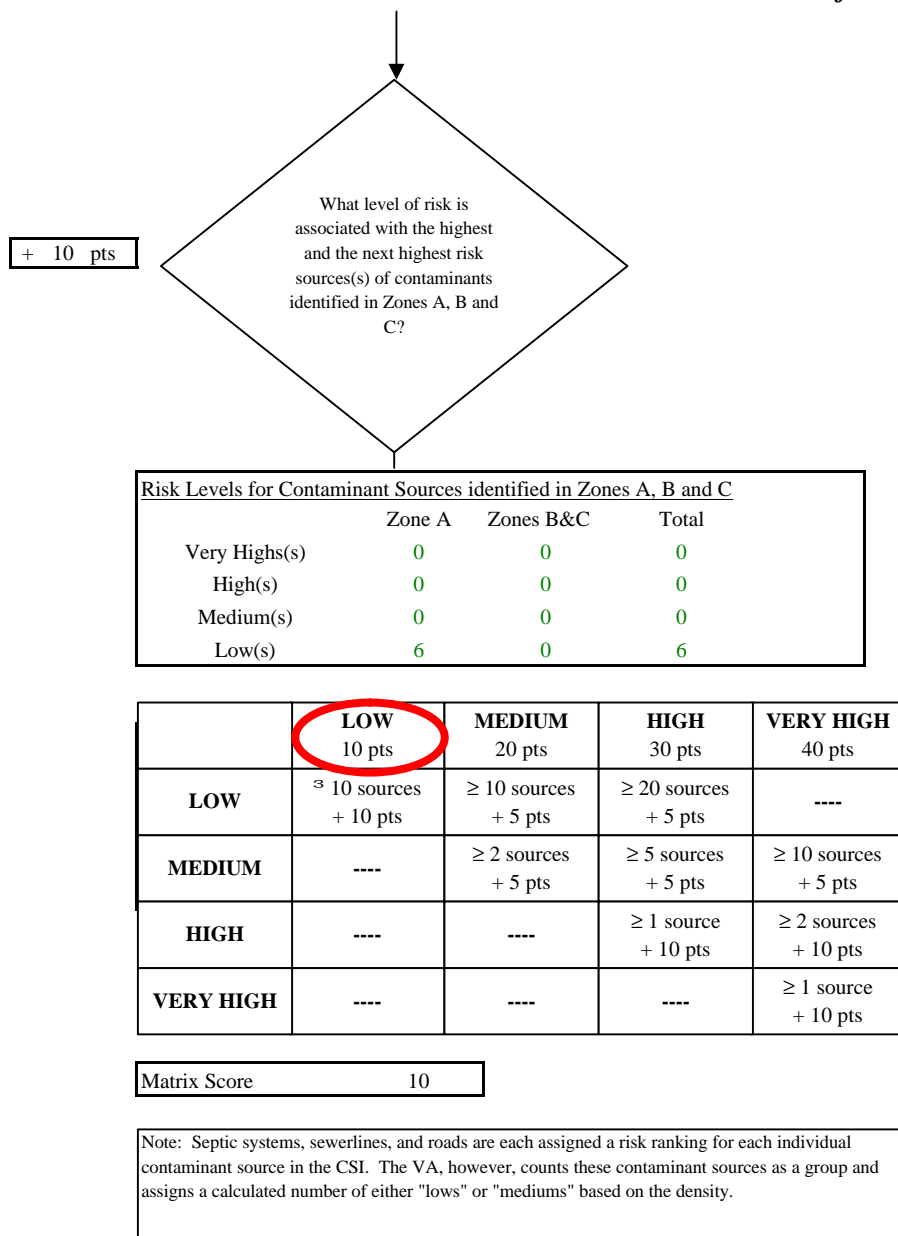 What level of risk is
associated with the highest
and the next highest risk
sources(s) of contaminants
identified in Zones A, B and
C?
+ 10 pts
Risk Levels for Contaminant Sources identified in Zones A, B and C
Zone A Zones B&C Total
Very Highs(s) 0 0 0
High(s) 0 0 0
Medium(s) 0 0 0
Low(s) 6 0 6
LOW MEDIUM HIGH VERY HIGH
10 pts 20 pts 30 pts 40 pts
LOW ³ 10 sources ≥ 10 sources ≥ 20 sources ----
+ 10 pts + 5 pts + 5 pts
MEDIUM ---- ≥ 2 sources ≥ 5 sources ≥ 10 sources
+ 5 pts + 5 pts + 5 pts
HIGH ---- ---- ≥ 1 source ≥ 2 sources
+ 10 pts + 10 pts
VERY HIGH ---- ---- ---- ≥ 1 source
+ 10 pts
Matrix Score 10
Note: Septic systems, sewerlines, and roads are each assigned a risk ranking for each individual
contaminant source in the CSI. The VA, however, counts these contaminant sources as a group and
assigns a calculated number of either "lows" or "mediums" based on the density.